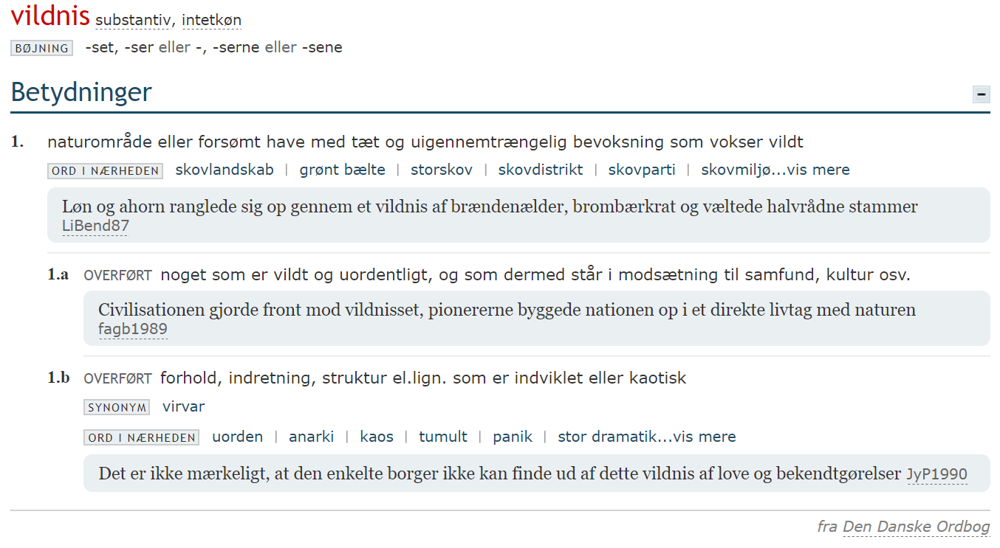 vildnis substantiv, intetkøn
BØJNING -set, -ser eller -, -serne eller -sene
Betydninger
1. naturområde eller forsømt have med tæt og uigennemtrængelig bevoksning som vokser vildt
ORD I NÆRHEDEN skovlandskab | grønt bælte | storskov | skovdistrikt | skovparti | skovmiljø...vis mere
Løn og ahorn ranglede sig op gennem et vildnis af brændenælder, brombærkrat og væltede halvrådne stammer
LiBend87
1.a OVERFØRT noget som er vildt og uordentligt, og som dermed står i modsætning til samfund, kultur osv.
Civilisationen gjorde front mod vildnisset, pionererne byggede nationen op i et direkte livtag med naturen
fagb1989
1.b OVERFØRT forhold, indretning, struktur el.lign. som er indviklet eller kaotisk
SYNONYM virvar
ORD I NÆRHEDEN uorden | anarki | kaos | tumult | panik | stor dramatik...vis mere
Det er ikke mærkeligt, at den enkelte borger ikke kan finde ud af dette vildnis af love og bekendtgørelser JyP1990
fra Den Danske Ordbog